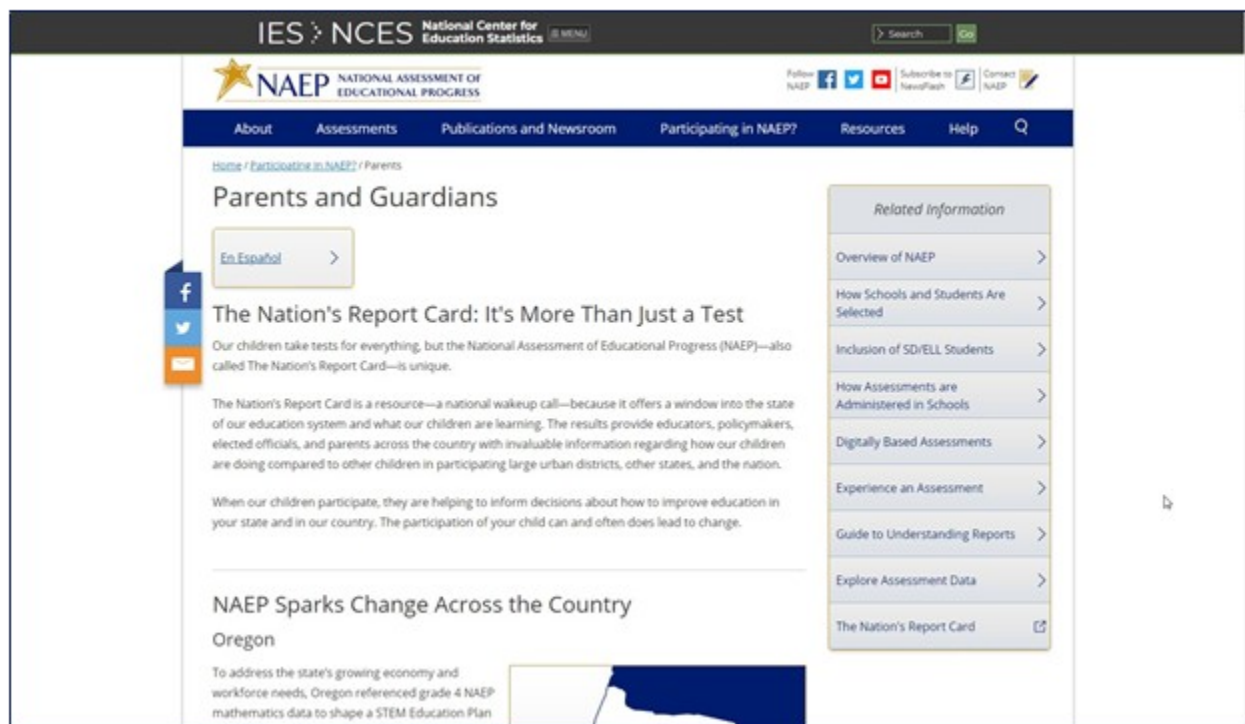 IES > NCES National Center for
Education Statistics ≡ MENU
Search Go
NAEP NATIONAL ASSESSMENT OF
EDUCATIONAL PROGRESS
Follow
NAEP
Subscribe to
NewsFlash
Contact
NAEP
About Assessments Publications and Newsroom Participating in NAEP? Resources Help
Home / Participating in NAEP? / Parents
Parents and Guardians
En Español
The Nation's Report Card: It's More Than Just a Test
Our children take tests for everything, but the National Assessment of Educational Progress (NAEP)—also
called The Nation's Report Card—is unique.
The Nation's Report Card is a resource—a national wakeup call—because it offers a window into the state
of our education system and what our children are learning. The results provide educators, policymakers,
elected officials, and parents across the country with invaluable information regarding how our children
are doing compared to other children in participating large urban districts, other states, and the nation.
When our children participate, they are helping to inform decisions about how to improve education in
your state and in our country. The participation of your child can and often does lead to change.
NAEP Sparks Change Across the Country
Oregon
To address the state's growing economy and
workforce needs, Oregon referenced grade 4 NAEP
mathematics data to shape a STEM Education Plan
Related Information
Overview of NAEP
How Schools and Students Are
Selected
Inclusion of SD/ELL Students
How Assessments are
Administered in Schools
Digitally Based Assessments
Experience an Assessment
Guide to Understanding Reports
Explore Assessment Data
The Nation's Report Card